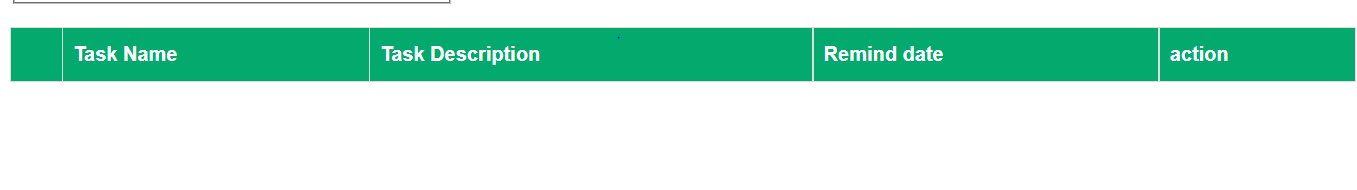 Task Name Task Description Remind date action